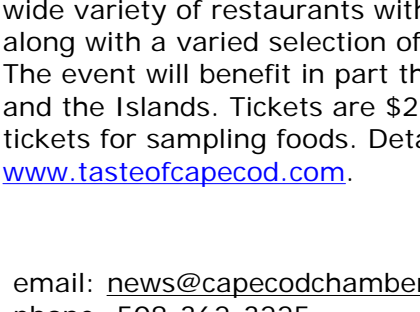 wide variety of restaurants with
along with a varied selection of
The event will benefit in part th
and the Islands. Tickets are $2
tickets for sampling foods. Deta
www.tasteofcapecod.com.
email: news@capecodchamber
phone